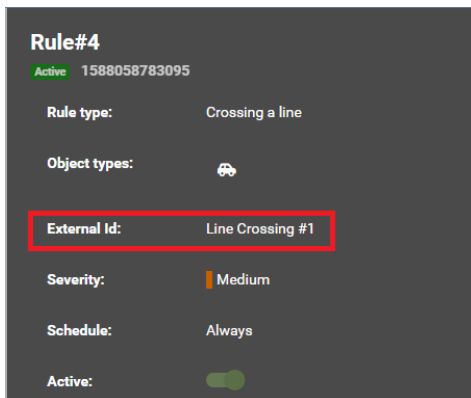 Rule#4
Active 1588058783095
Rule type: Crossing a line
Object types:
External Id: Line Crossing #1
Severity: Medium
Schedule: Always
Active: